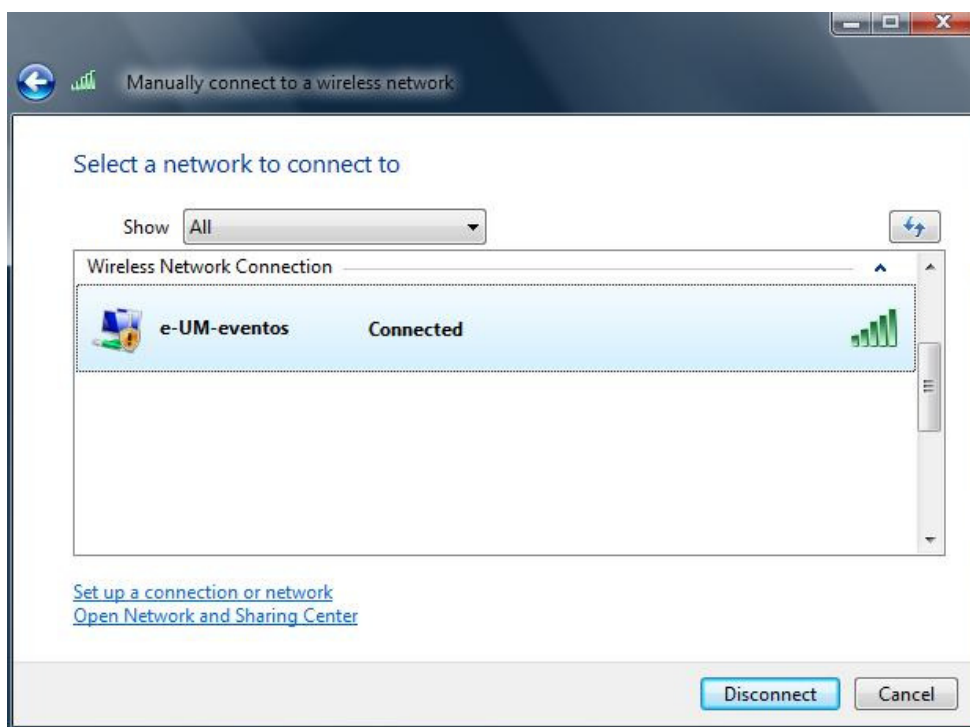 Manually connect to a wireless network
Select a network to connect to
Show All
Wireless Network Connection
e-UM-eventos Connected
Set up a connection or network
Open Network and Sharing Center
Disconnect Cancel